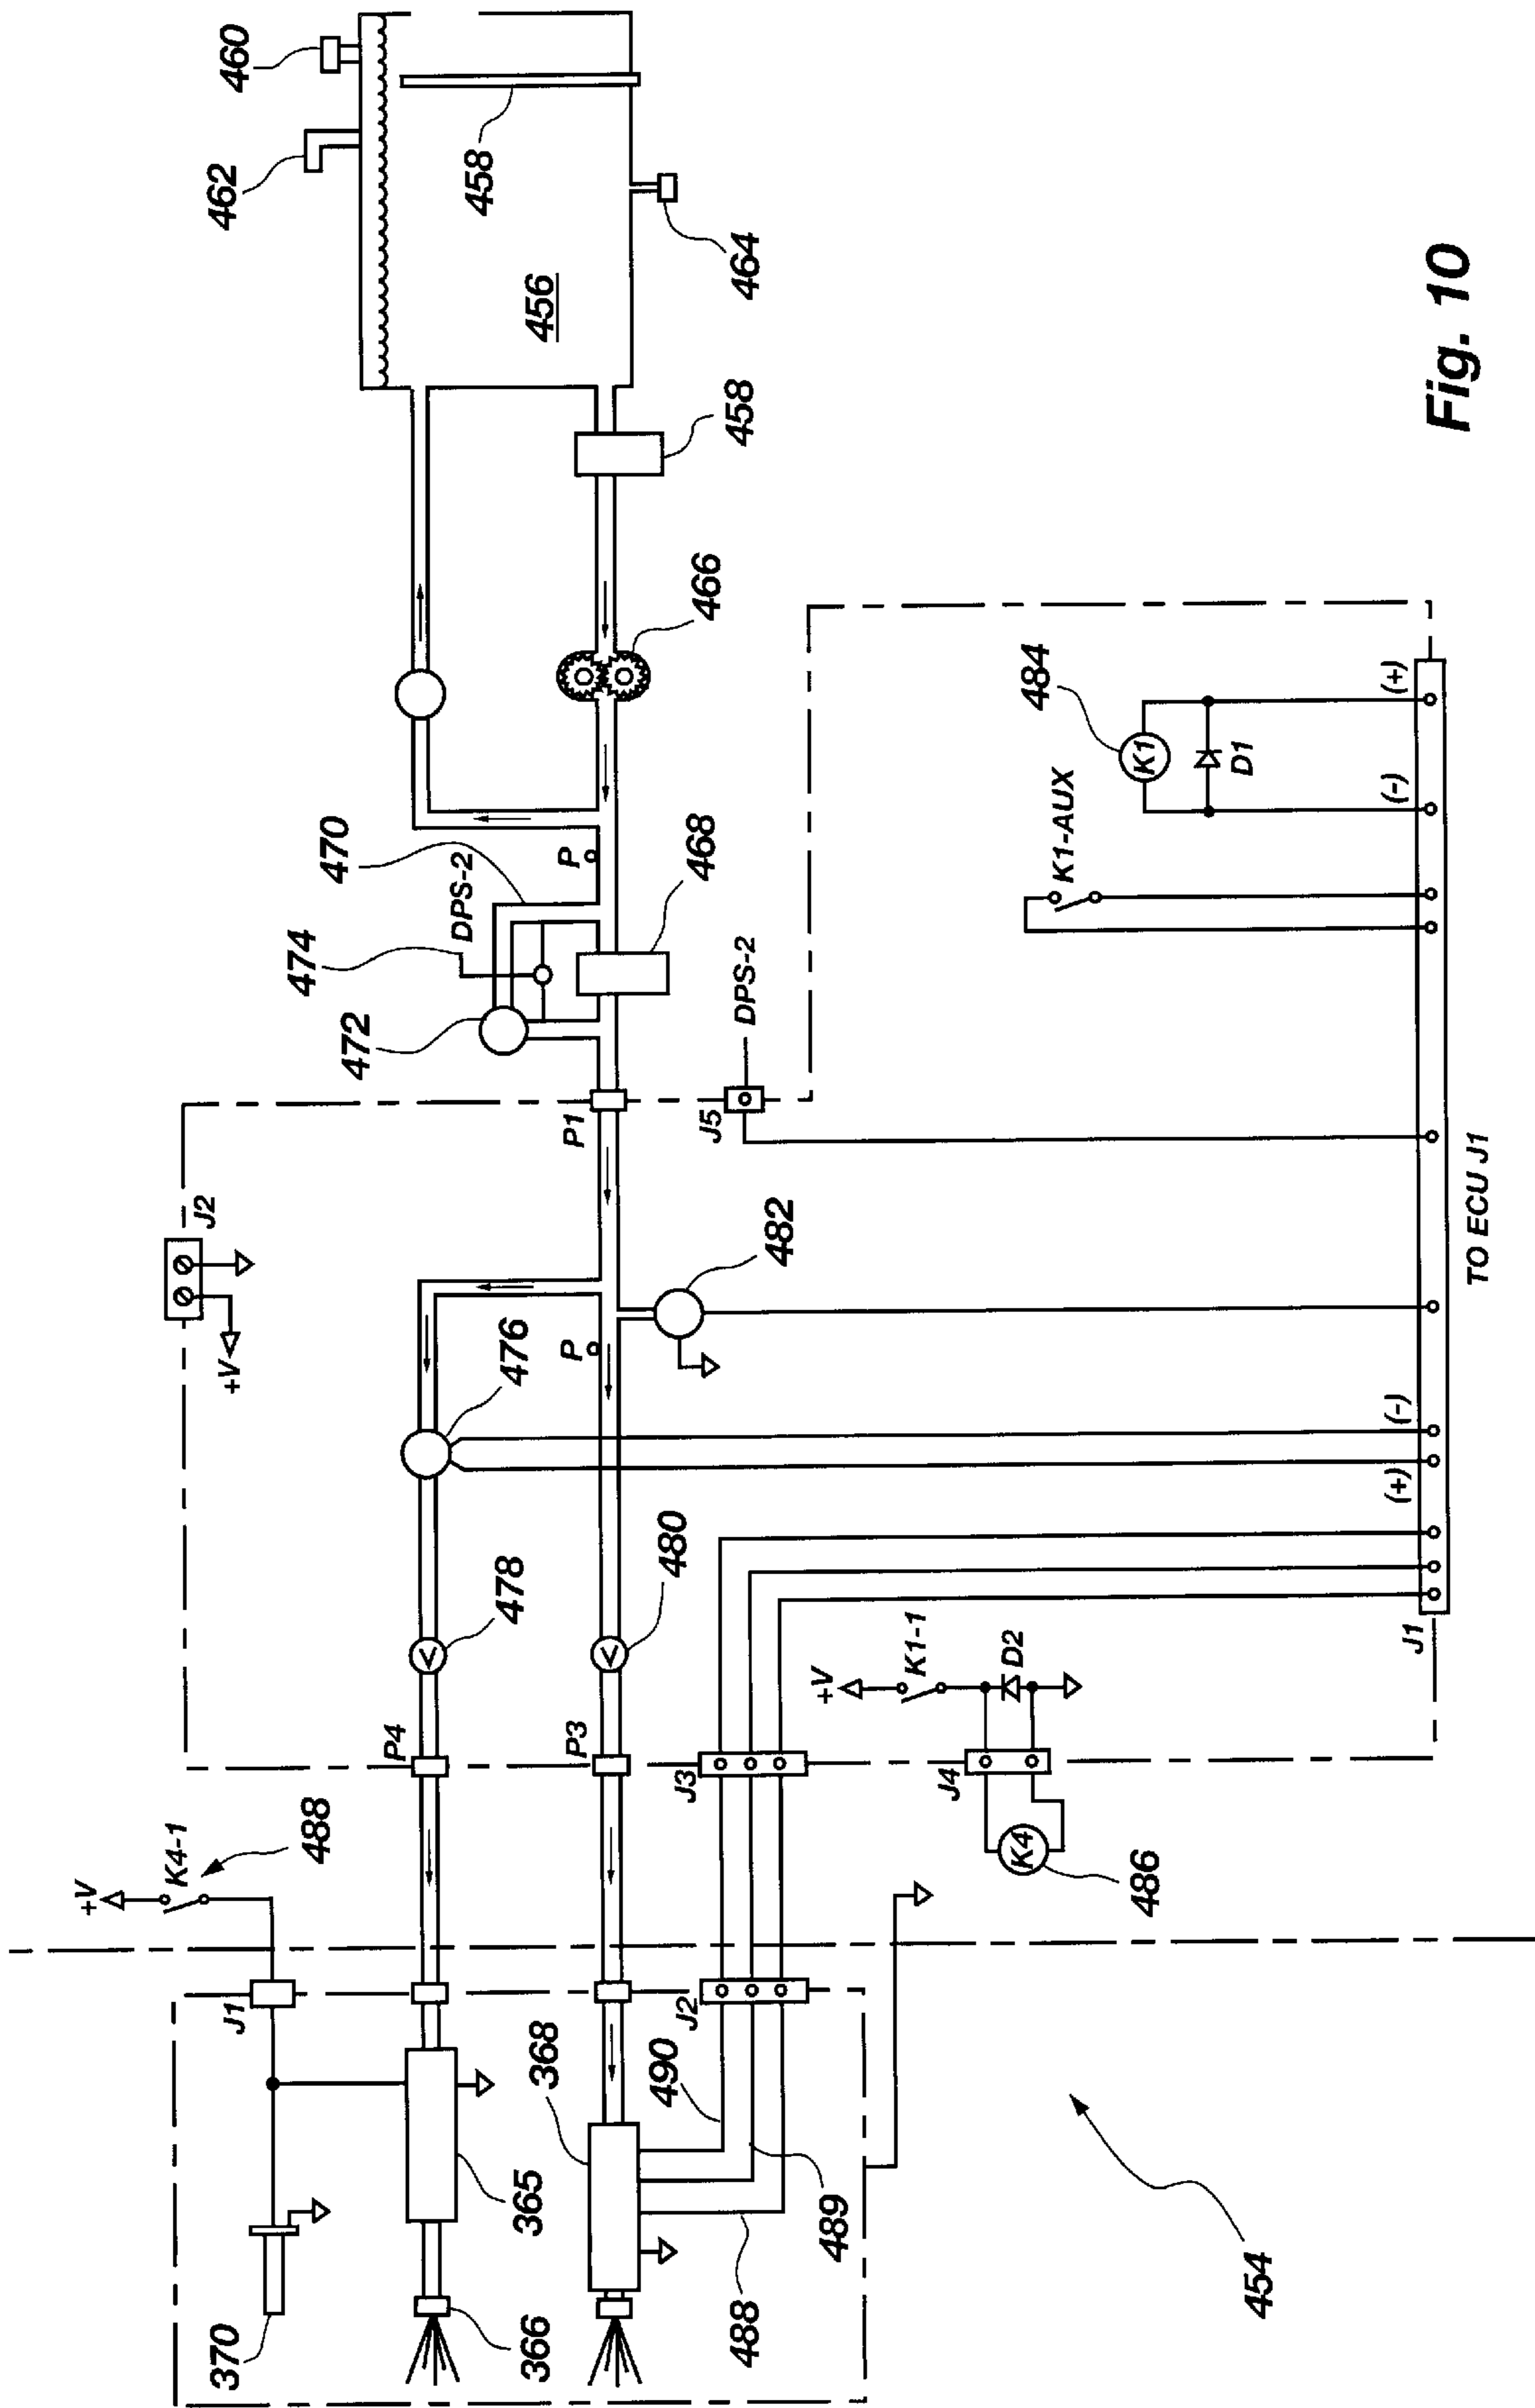 460
462
458
464
456
458
466
470
DPS-2
P
468
474
472
DPS-2
484
K1
D1
(+)
(-)
K1-AUX
P1
J5
J2
+V
482
P
476
(-)
(+)
TO ECU J1
478
480
+V
K1-1
D2
J1
P4
P3
J3
J4
K4
486
+V
K4-1
488
J1
J2
368
490
365
489
488
370
366
454
Fig. 10